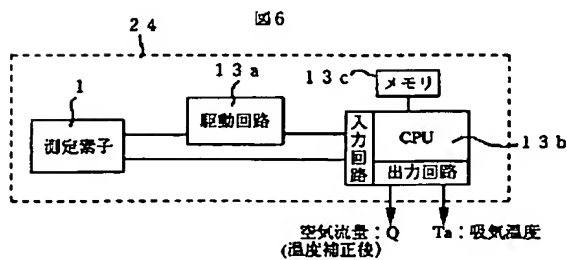 図6
24
13a
13c
メモリ
1
駆動回路
測定素子
入力回路
CPU
13b
出力回路
空気流量：Q
(温度補正後)
Ta：吸気温度